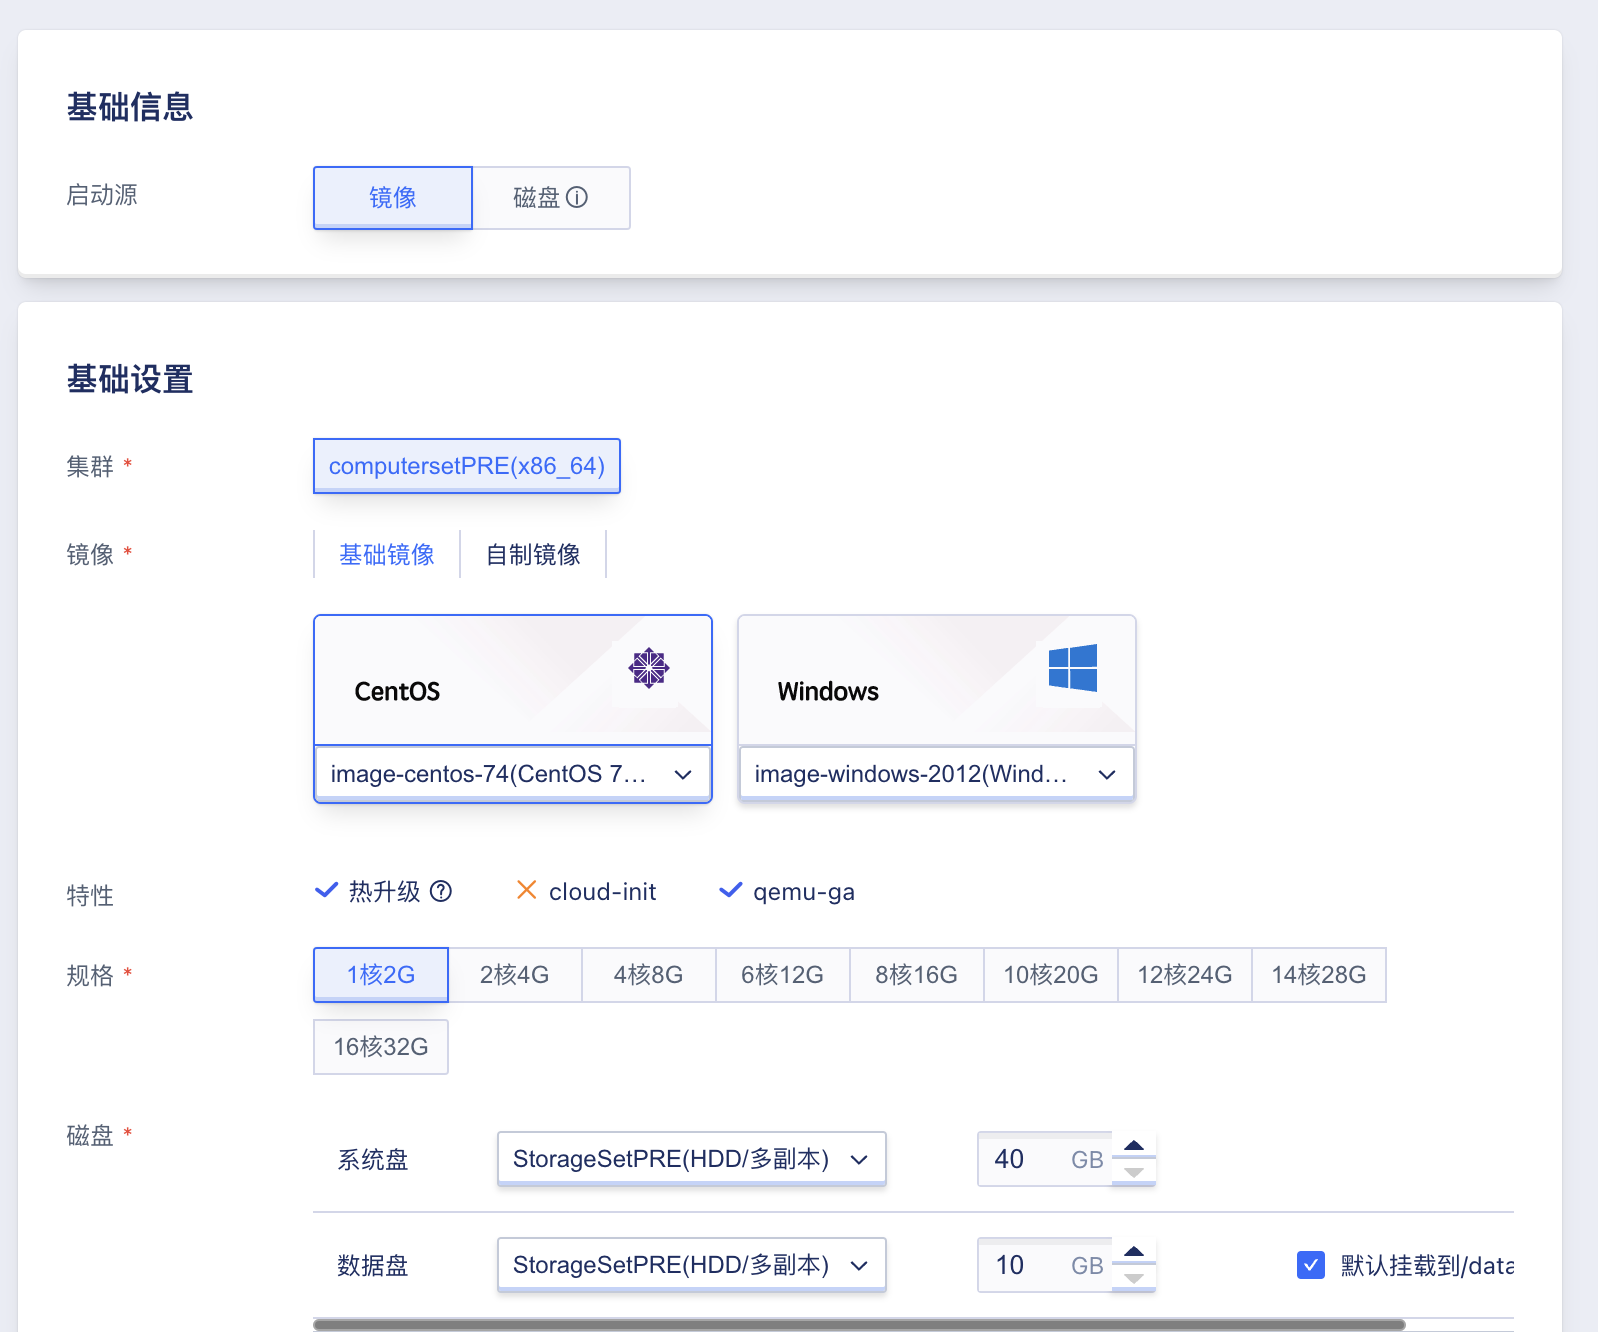 基础信息
启动源
镜像
磁盘
基础设置
集群 *
computersetPRE(x86_64)
镜像 *
基础镜像
自制镜像
CentOS
Windows
image-centos-74(CentOS 7...
image-windows-2012(Wind...
特性
热升级
cloud-init
qemu-ga
规格 *
1核2G
2核4G
4核8G
6核12G
8核16G
10核20G
12核24G
14核28G
16核32G
磁盘 *
系统盘
StorageSetPRE(HDD/多副本)
40 GB
数据盘
StorageSetPRE(HDD/多副本)
10 GB
默认挂载到/data